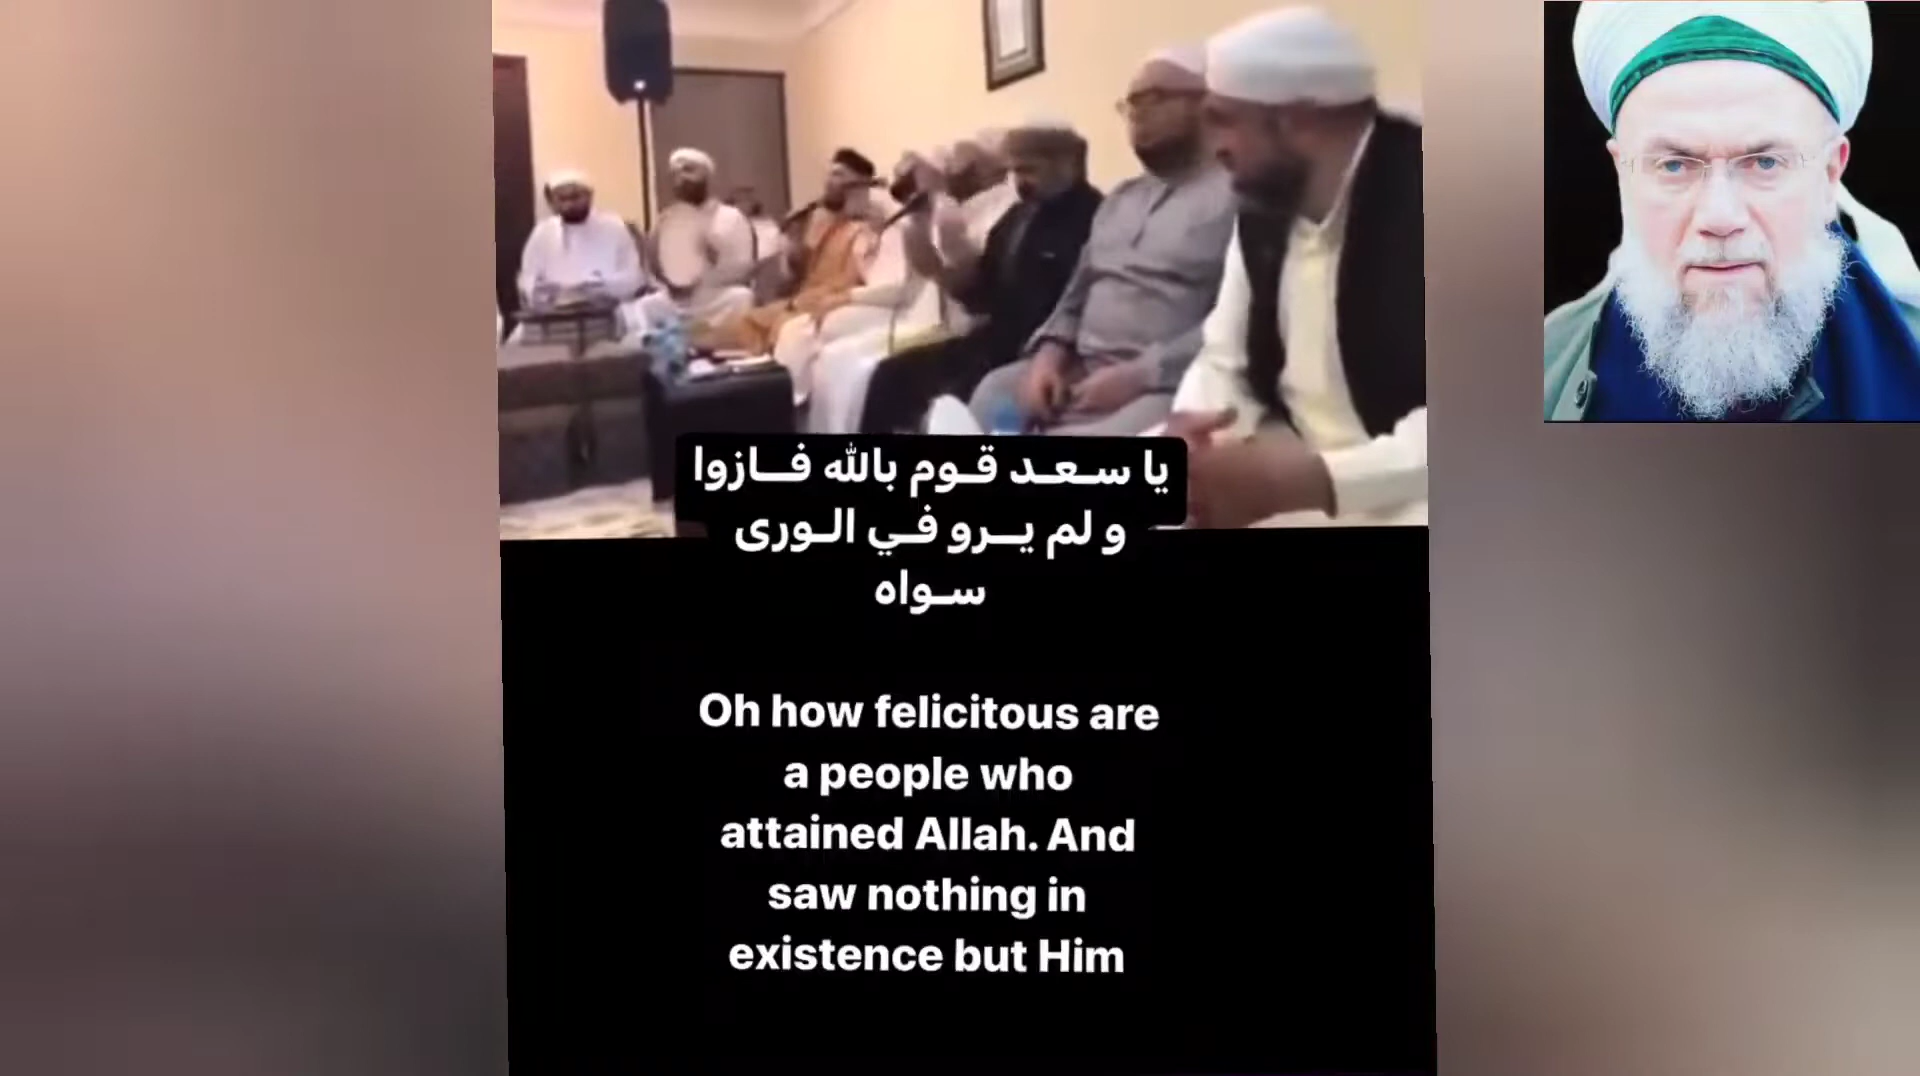 يا سعد قوم بالله فازوا
و لم يرو في الورى
سواه
Oh how felicitous are
a people who
attained Allah. And
saw nothing in
existence but Him